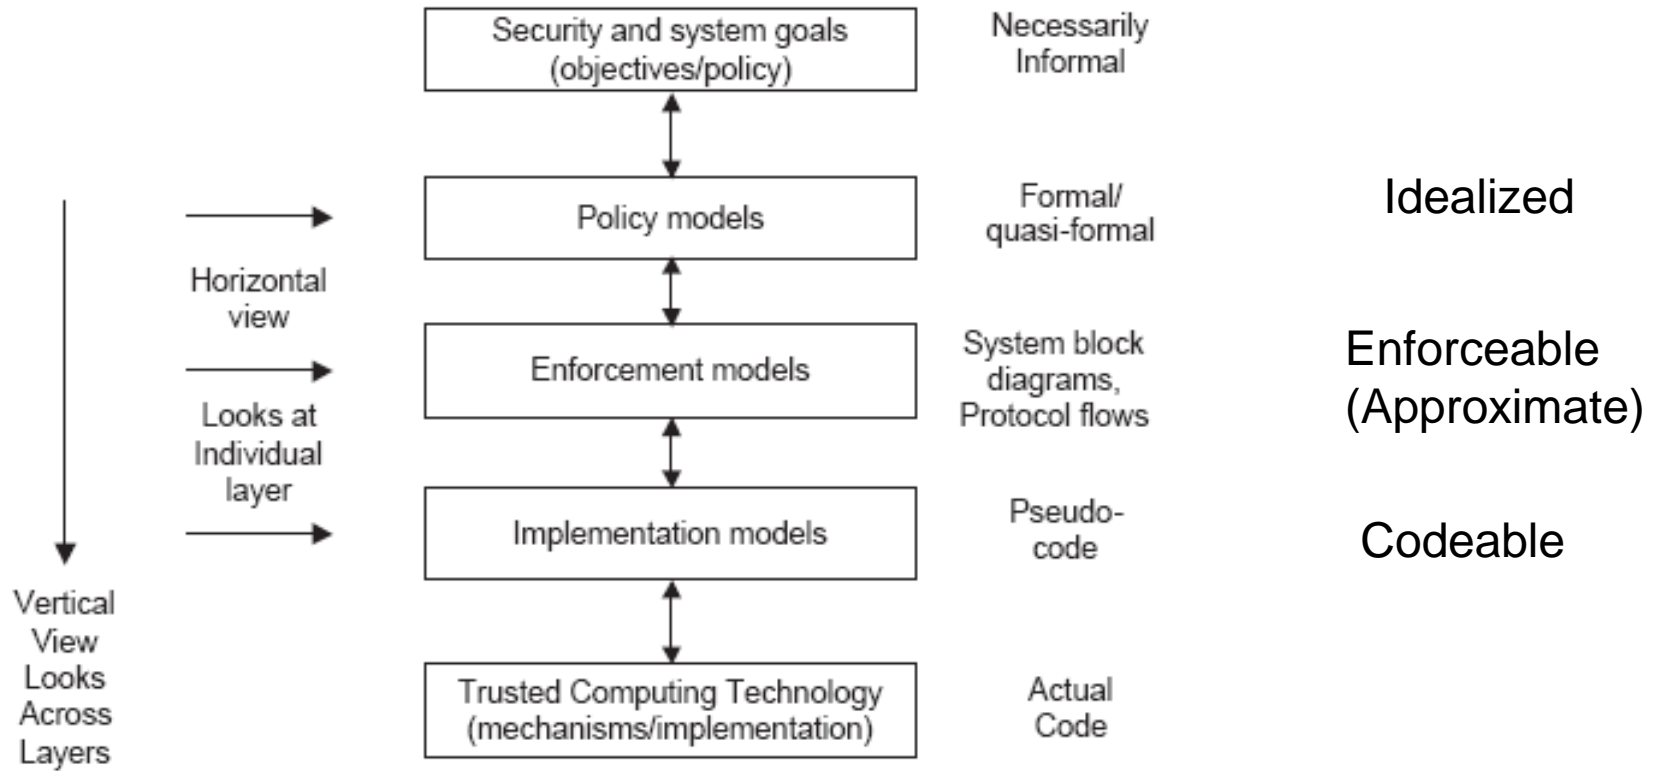 Security and system goals
(objectives/policy)
Necessarily
Informal
Policy models
Formal/
quasi-formal
Idealized
Horizontal
view
Enforcement models
System block
diagrams,
Protocol flows
Enforceable
(Approximate)
Looks at
Individual
layer
Implementation models
Pseudo-
code
Codeable
Vertical
View
Looks
Across
Layers
Trusted Computing Technology
(mechanisms/implementation)
Actual
Code